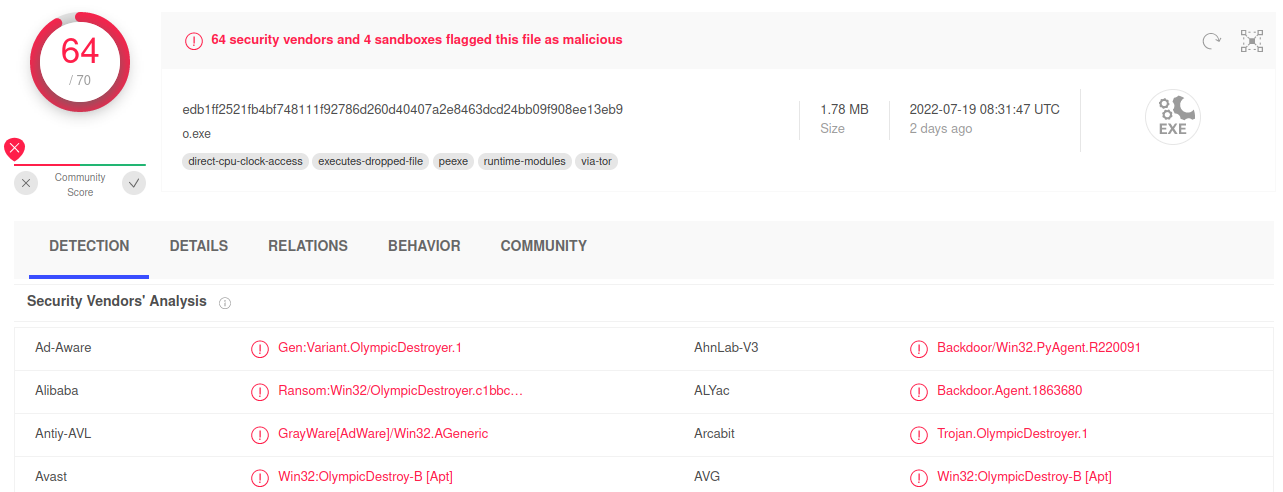 64
/ 70
64 security vendors and 4 sandboxes flagged this file as malicious
edb1ff2521fb4bf748111f92786d260d40407a2e8463dcd24bb09f908ee13eb9
o.exe
direct-cpu-clock-access executes-dropped-file peexe runtime-modules via-tor
1.78 MB
Size
2022-07-19 08:31:47 UTC
2 days ago
EXE
Community
Score
DETECTION DETAILS RELATIONS BEHAVIOR COMMUNITY
Security Vendors' Analysis
Ad-Aware Gen:Variant.OlympicDestroyer.1 AhnLab-V3 Backdoor/Win32.PyAgent.R220091
Alibaba Ransom:Win32/OlympicDestroyer.c1bbc... ALYac Backdoor.Agent.1863680
Antiy-AVL GrayWare[AdWare]/Win32.AGeneric Arcabit Trojan.OlympicDestroyer.1
Avast Win32:OlympicDestroy-B [Apt] AVG Win32:OlympicDestroy-B [Apt]